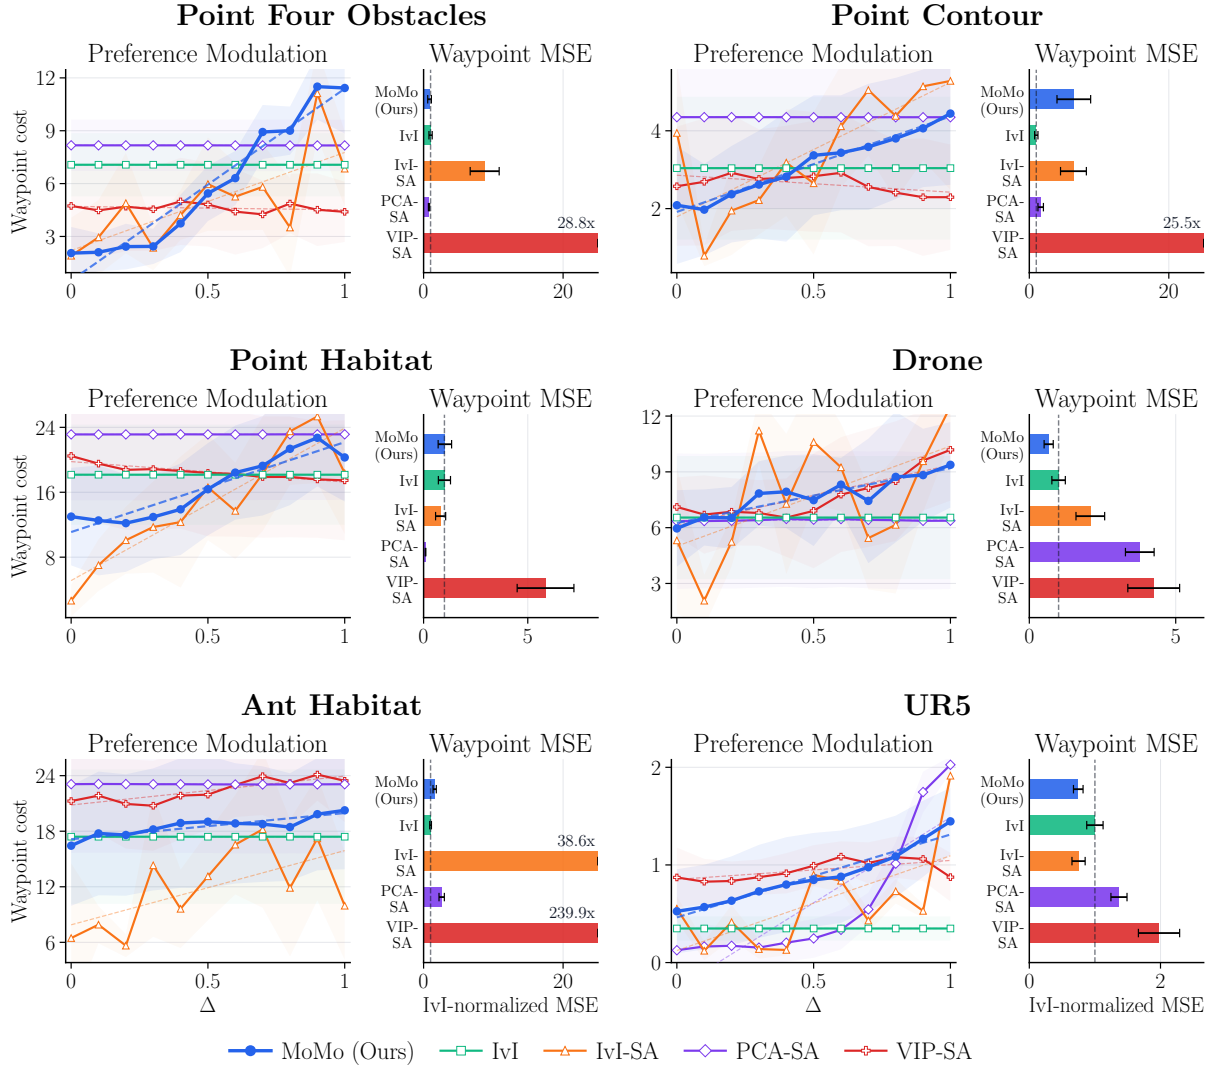 Point Four Obstacles
Point Contour
Preference Modulation
Waypoint MSE
Preference Modulation
Waypoint MSE
Waypoint cost
12
9
6
3
0
0.5
1
MoMo
(Ours)
IvI
IvI-
SA
PCA-
SA
VIP-
SA
28.8x
0
20
4
2
0
0.5
1
MoMo
(Ours)
IvI
IvI-
SA
PCA-
SA
VIP-
SA
25.5x
0
20
Point Habitat
Drone
Preference Modulation
Waypoint MSE
Preference Modulation
Waypoint MSE
Waypoint cost
24
16
8
0
0.5
1
MoMo
(Ours)
IvI
IvI-
SA
PCA-
SA
VIP-
SA
0
5
12
9
6
3
0
0.5
1
MoMo
(Ours)
IvI
IvI-
SA
PCA-
SA
VIP-
SA
0
5
Ant Habitat
UR5
Preference Modulation
Waypoint MSE
Preference Modulation
Waypoint MSE
Waypoint cost
24
18
12
6
0
0.5
1
Δ
MoMo
(Ours)
IvI
IvI-
SA
PCA-
SA
VIP-
SA
38.6x
239.9x
0
20
IvI-normalized MSE
2
1
0
0
0.5
1
Δ
MoMo
(Ours)
IvI
IvI-
SA
PCA-
SA
VIP-
SA
0
2
IvI-normalized MSE
MoMo (Ours)
IvI
IvI-SA
PCA-SA
VIP-SA